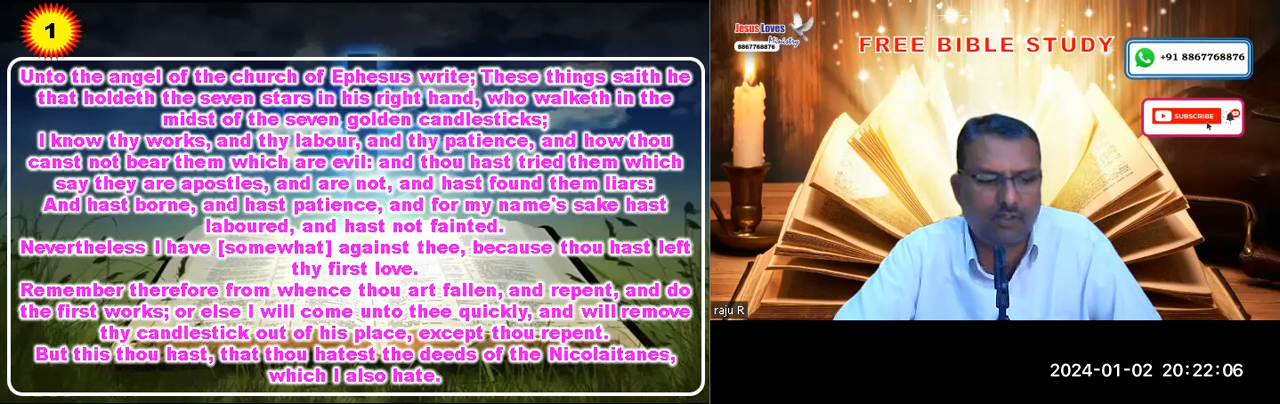 1
Unto the angel of the church of Ephesus write; These things saith he
that holdeth the seven stars in his right hand, who walketh in the
midst of the seven golden candlesticks;
I know thy works, and thy labour, and thy patience, and how thou
canst not bear them which are evil: and thou hast tried them which
say they are apostles, and are not, and hast found them liars:
And hast borne, and hast patience, and for my name's sake hast
laboured, and hast not fainted.
Nevertheless I have [somewhat] against thee, because thou hast left
thy first love.
Remember therefore from whence thou art fallen, and repent, and do
the first works; or else I will come unto thee quickly, and will remove
thy candlestick out of his place, except thou repent.
But this thou hast, that thou hatest the deeds of the Nicolaitanes,
which I also hate.
Jesus Loves
Ministry
8867768876
FREE BIBLE STUDY
+91 8867768876
SUBSCRIBE
raju R
2024-01-02 20:22:06